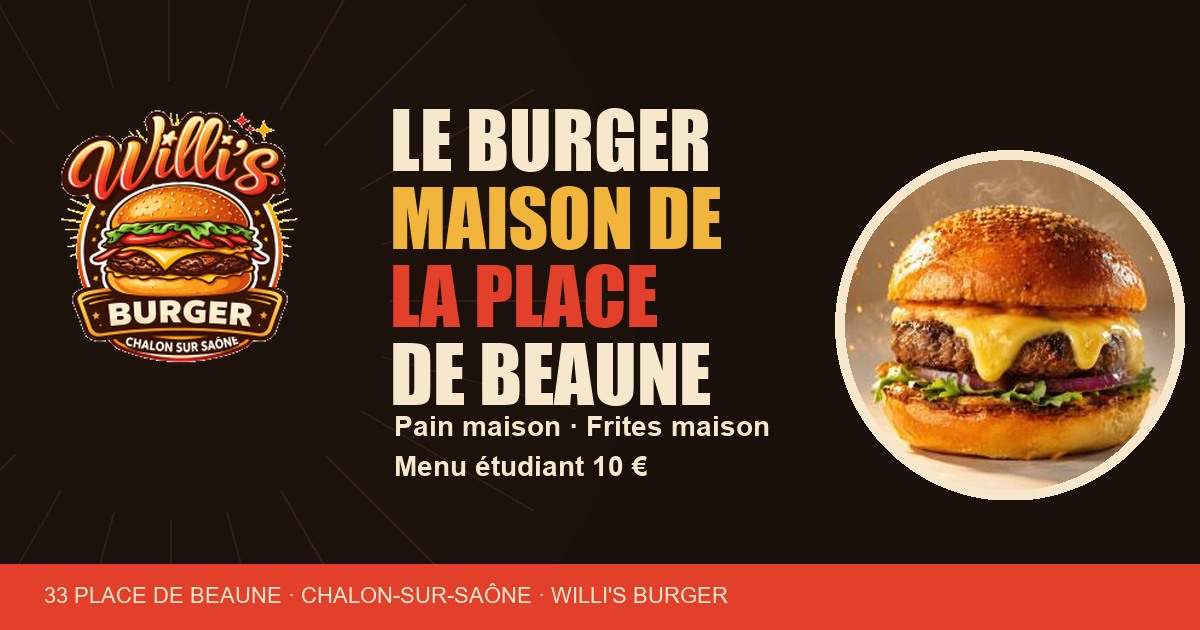 Willi's
BURGER
CHALON SUR SAÔNE
LE BURGER
MAISON DE
LA PLACE
DE BEAUNE
Pain maison · Frites maison
Menu étudiant 10 €
33 PLACE DE BEAUNE · CHALON-SUR-SAÔNE · WILLI'S BURGER